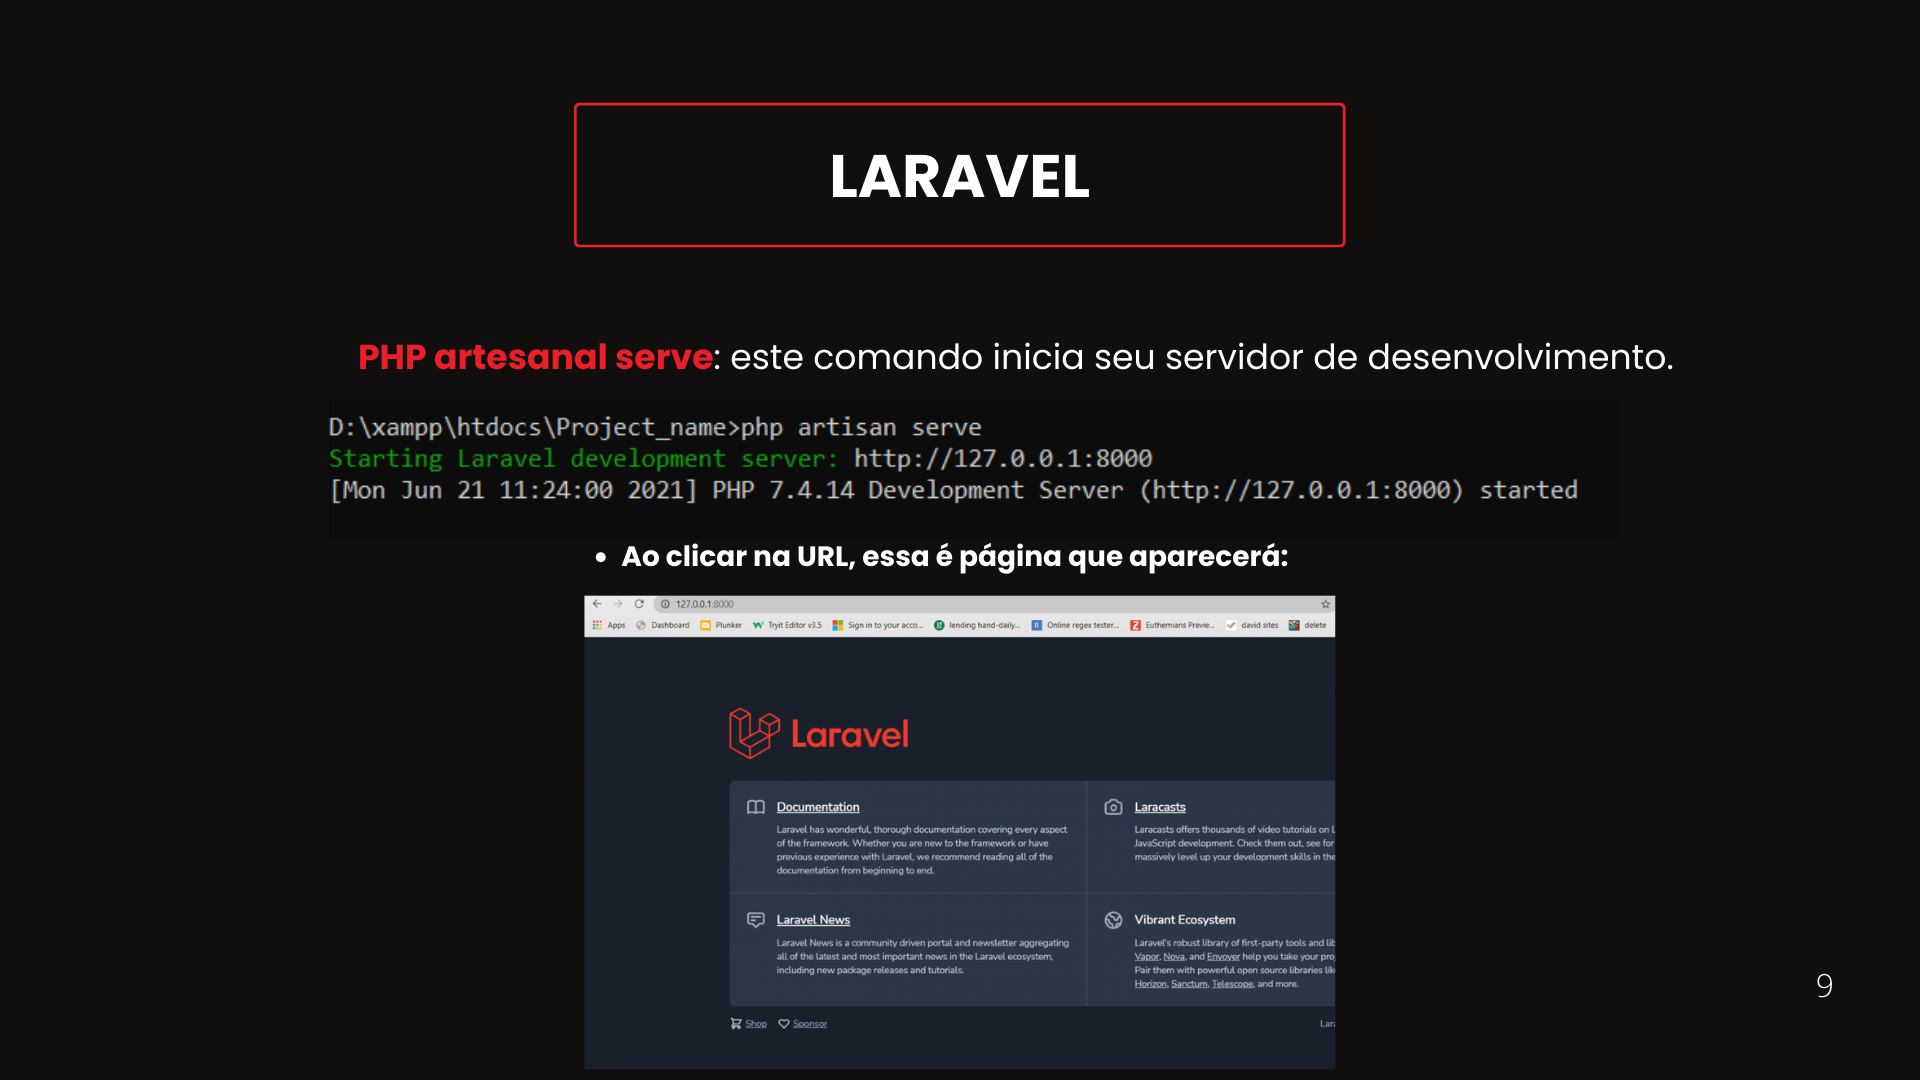 LARAVEL
PHP artesanal serve: este comando inicia seu servidor de desenvolvimento.
D:\xampp\htdocs\Project_name>php artisan serve
Starting Laravel development server: http://127.0.0.1:8000
[Mon Jun 21 11:24:00 2021] PHP 7.4.14 Development Server (http://127.0.0.1:8000) started
• Ao clicar na URL, essa é página que aparecerá:
127.0.0.1:8000
Apps Dashboard Plunker Tryit Editor v3.5 Sign in to your acco... lending hand-daily... Online regex tester... Euthemians Previe... david sites delete
Laravel
Documentation
Laravel has wonderful, thorough documentation covering every aspect
of the framework. Whether you are new to the framework or have
previous experience with Laravel, we recommend reading all of the
documentation from beginning to end.
Laracasts
Laracasts offers thousands of video tutorials on L
JavaScript development. Check them out, see for
massively level up your development skills in the
Laravel News
Laravel News is a community driven portal and newsletter aggregating
all of the latest and most important news in the Laravel ecosystem,
including new package releases and tutorials.
Vibrant Ecosystem
Laravel's robust library of first-party tools and lib
Vapor, Nova, and Envoyer help you take your pro
Pair them with powerful open source libraries lik
Horizon, Sanctum, Telescope, and more.
Shop Sponsor
Lara
9